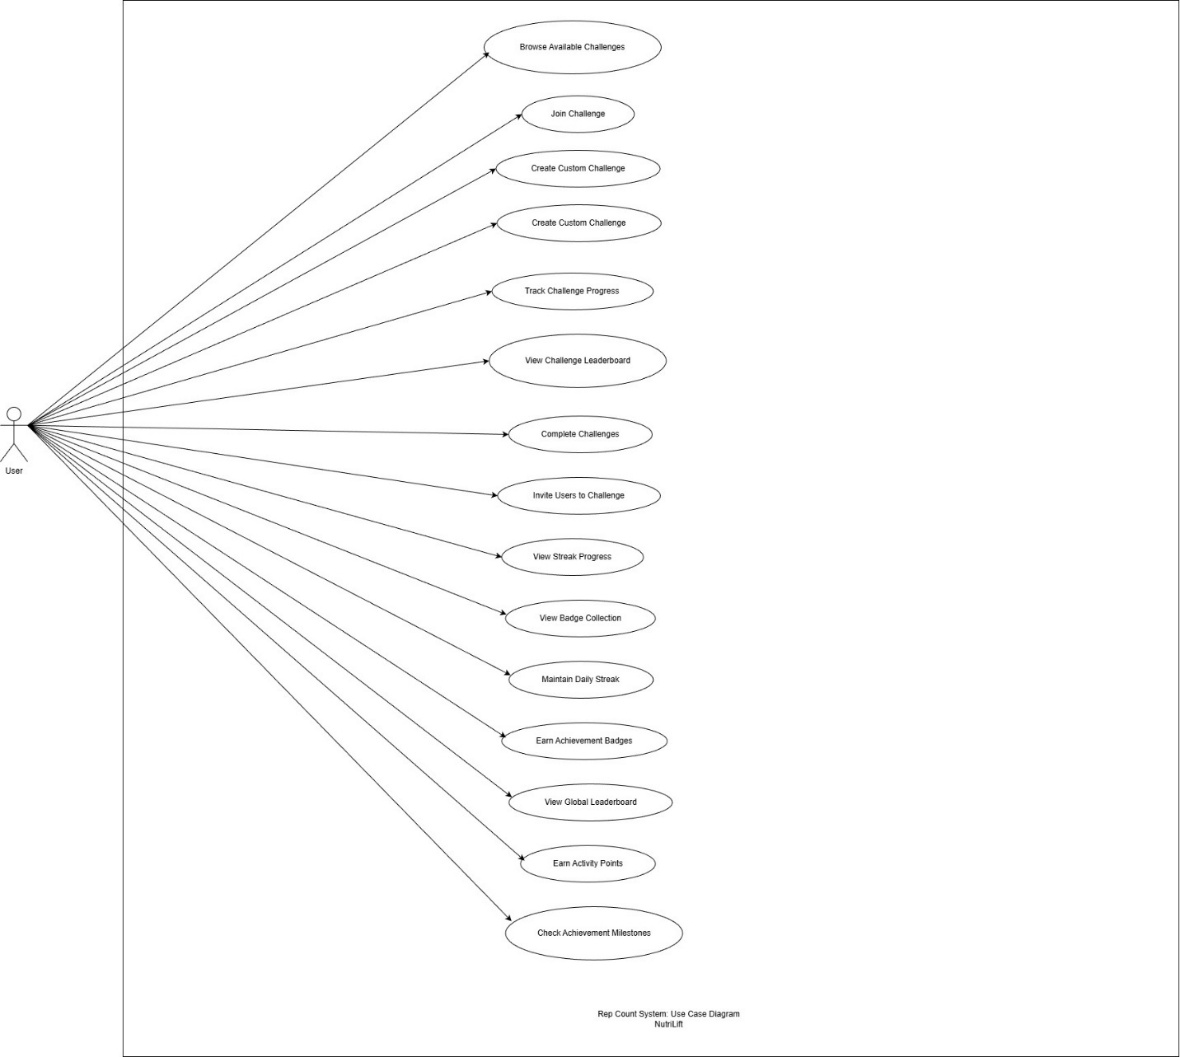 Browse Available Challenges
Join Challenge
Create Custom Challenge
Create Custom Challenge
Track Challenge Progress
View Challenge Leaderboard
User
Complete Challenges
Invite Users to Challenge
View Streak Progress
View Badge Collection
Maintain Daily Streak
Earn Achievement Badges
View Global Leaderboard
Earn Activity Points
Check Achievement Milestones
Rep Count System: Use Case Diagram
NutriLift